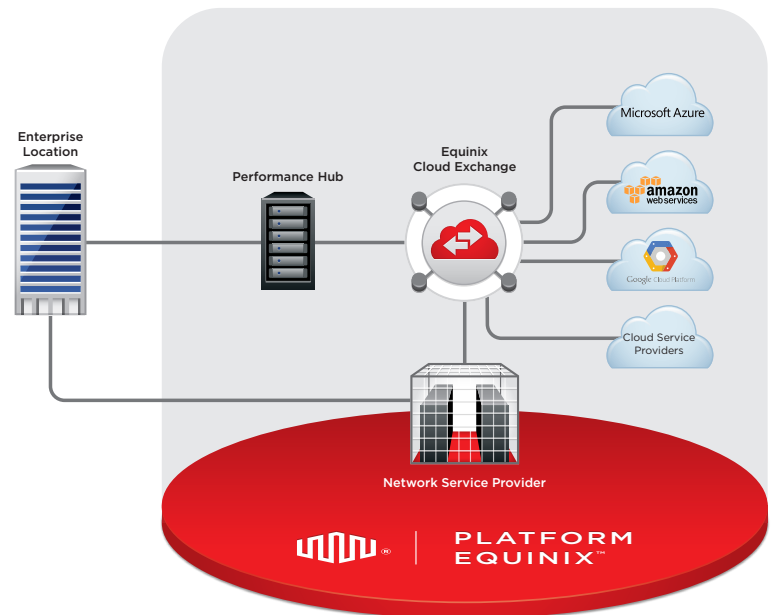 Enterprise
Location
Performance Hub
Equinix
Cloud Exchange
Microsoft Azure
amazon
web services
Google Cloud Platform
Cloud Service
Providers
Network Service Provider
®
PLATFORM
EQUINIX™